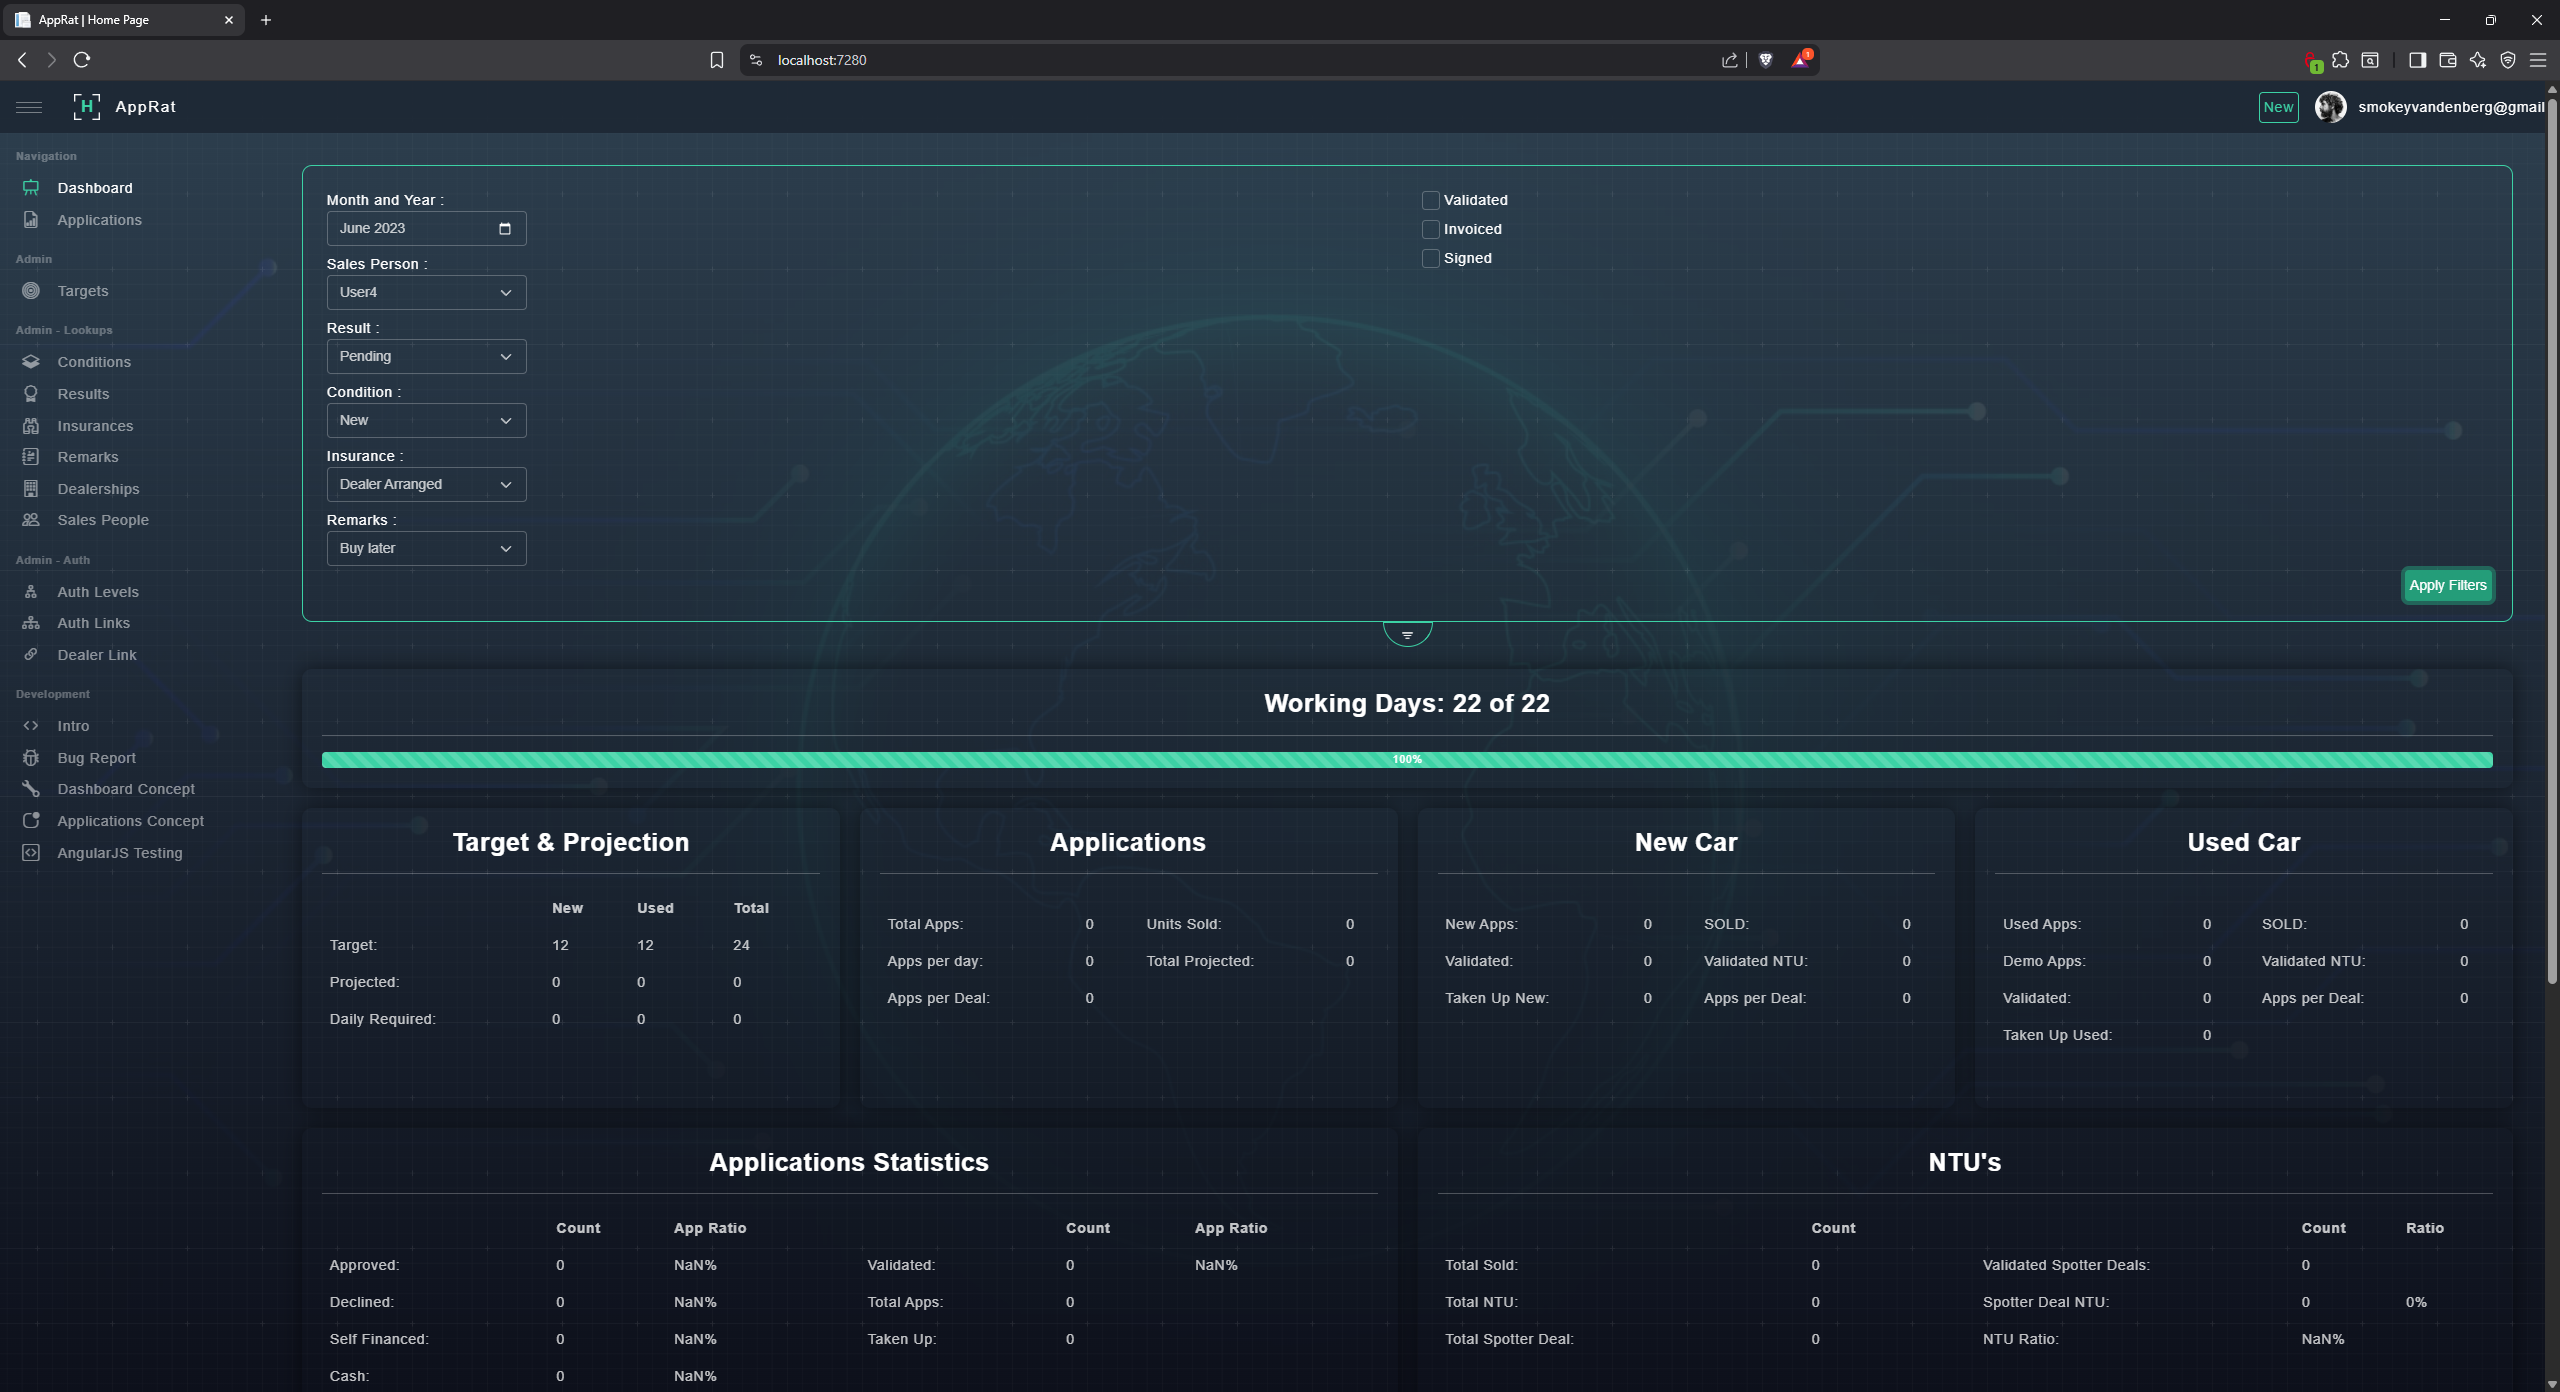 AppRat | Home Page
localhost:7280
1
1
H
AppRat
New
smokeyvandenberg@gmail
Navigation
Dashboard
Applications
Admin
Targets
Admin - Lookups
Conditions
Results
Insurances
Remarks
Dealerships
Sales People
Admin - Auth
Auth Levels
Auth Links
Dealer Link
Development
Intro
Bug Report
Dashboard Concept
Applications Concept
AngularJS Testing
Month and Year :
June 2023
Sales Person :
User4
Result :
Pending
Condition :
New
Insurance :
Dealer Arranged
Remarks :
Buy later
Validated
Invoiced
Signed
Apply Filters
Working Days: 22 of 22
100%
Target & Projection
New Used Total
Target: 12 12 24
Projected: 0 0 0
Daily Required: 0 0 0
Applications
Total Apps: 0 Units Sold: 0
Apps per day: 0 Total Projected: 0
Apps per Deal: 0
New Car
New Apps: 0 SOLD: 0
Validated: 0 Validated NTU: 0
Taken Up New: 0 Apps per Deal: 0
Used Car
Used Apps: 0 SOLD: 0
Demo Apps: 0 Validated NTU: 0
Validated: 0 Apps per Deal: 0
Taken Up Used: 0
Applications Statistics
Count App Ratio Count App Ratio
Approved: 0 NaN% Validated: 0 NaN%
Declined: 0 NaN% Total Apps: 0
Self Financed: 0 NaN% Taken Up: 0
Cash: 0 NaN%
NTU's
Count Count Ratio
Total Sold: 0 Validated Spotter Deals: 0
Total NTU: 0 Spotter Deal NTU: 0 0%
Total Spotter Deal: 0 NTU Ratio: NaN%